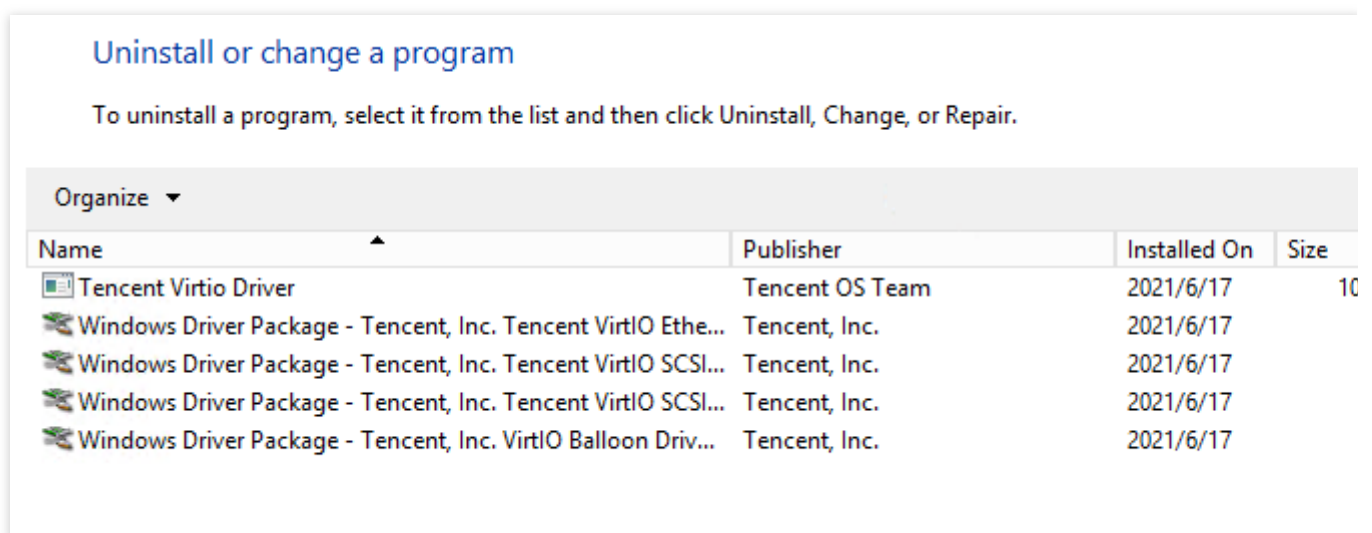 Uninstall or change a program
To uninstall a program, select it from the list and then click Uninstall, Change, or Repair.
Organize
Name Publisher Installed On Size
Tencent Virtio Driver Tencent OS Team 2021/6/17 10
Windows Driver Package - Tencent, Inc. Tencent VirtIO Ethe... Tencent, Inc. 2021/6/17
Windows Driver Package - Tencent, Inc. Tencent VirtIO SCSI... Tencent, Inc. 2021/6/17
Windows Driver Package - Tencent, Inc. Tencent VirtIO SCSI... Tencent, Inc. 2021/6/17
Windows Driver Package - Tencent, Inc. VirtIO Balloon Driv... Tencent, Inc. 2021/6/17